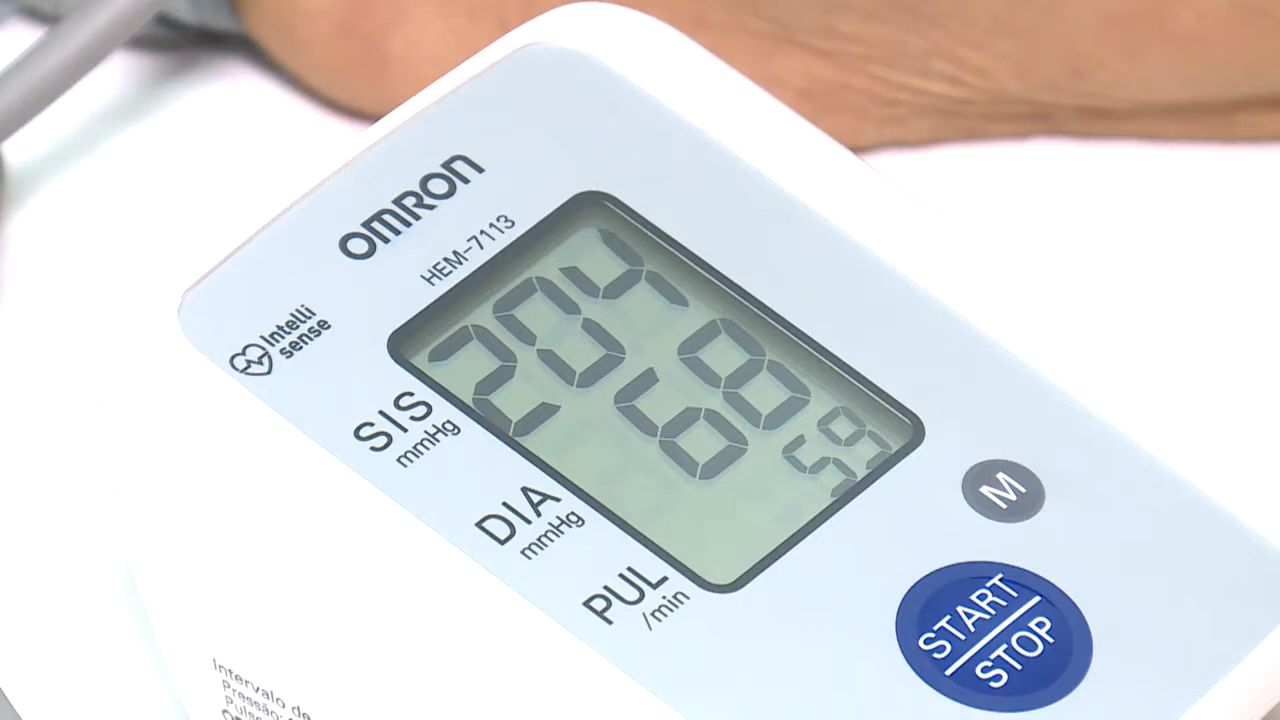 OMRON
HEM-7113
Intelli
sense
204
68
59
SIS
mmHg
DIA
mmHg
PUL
/min
M
START
STOP
Intervalo de
Pressão: